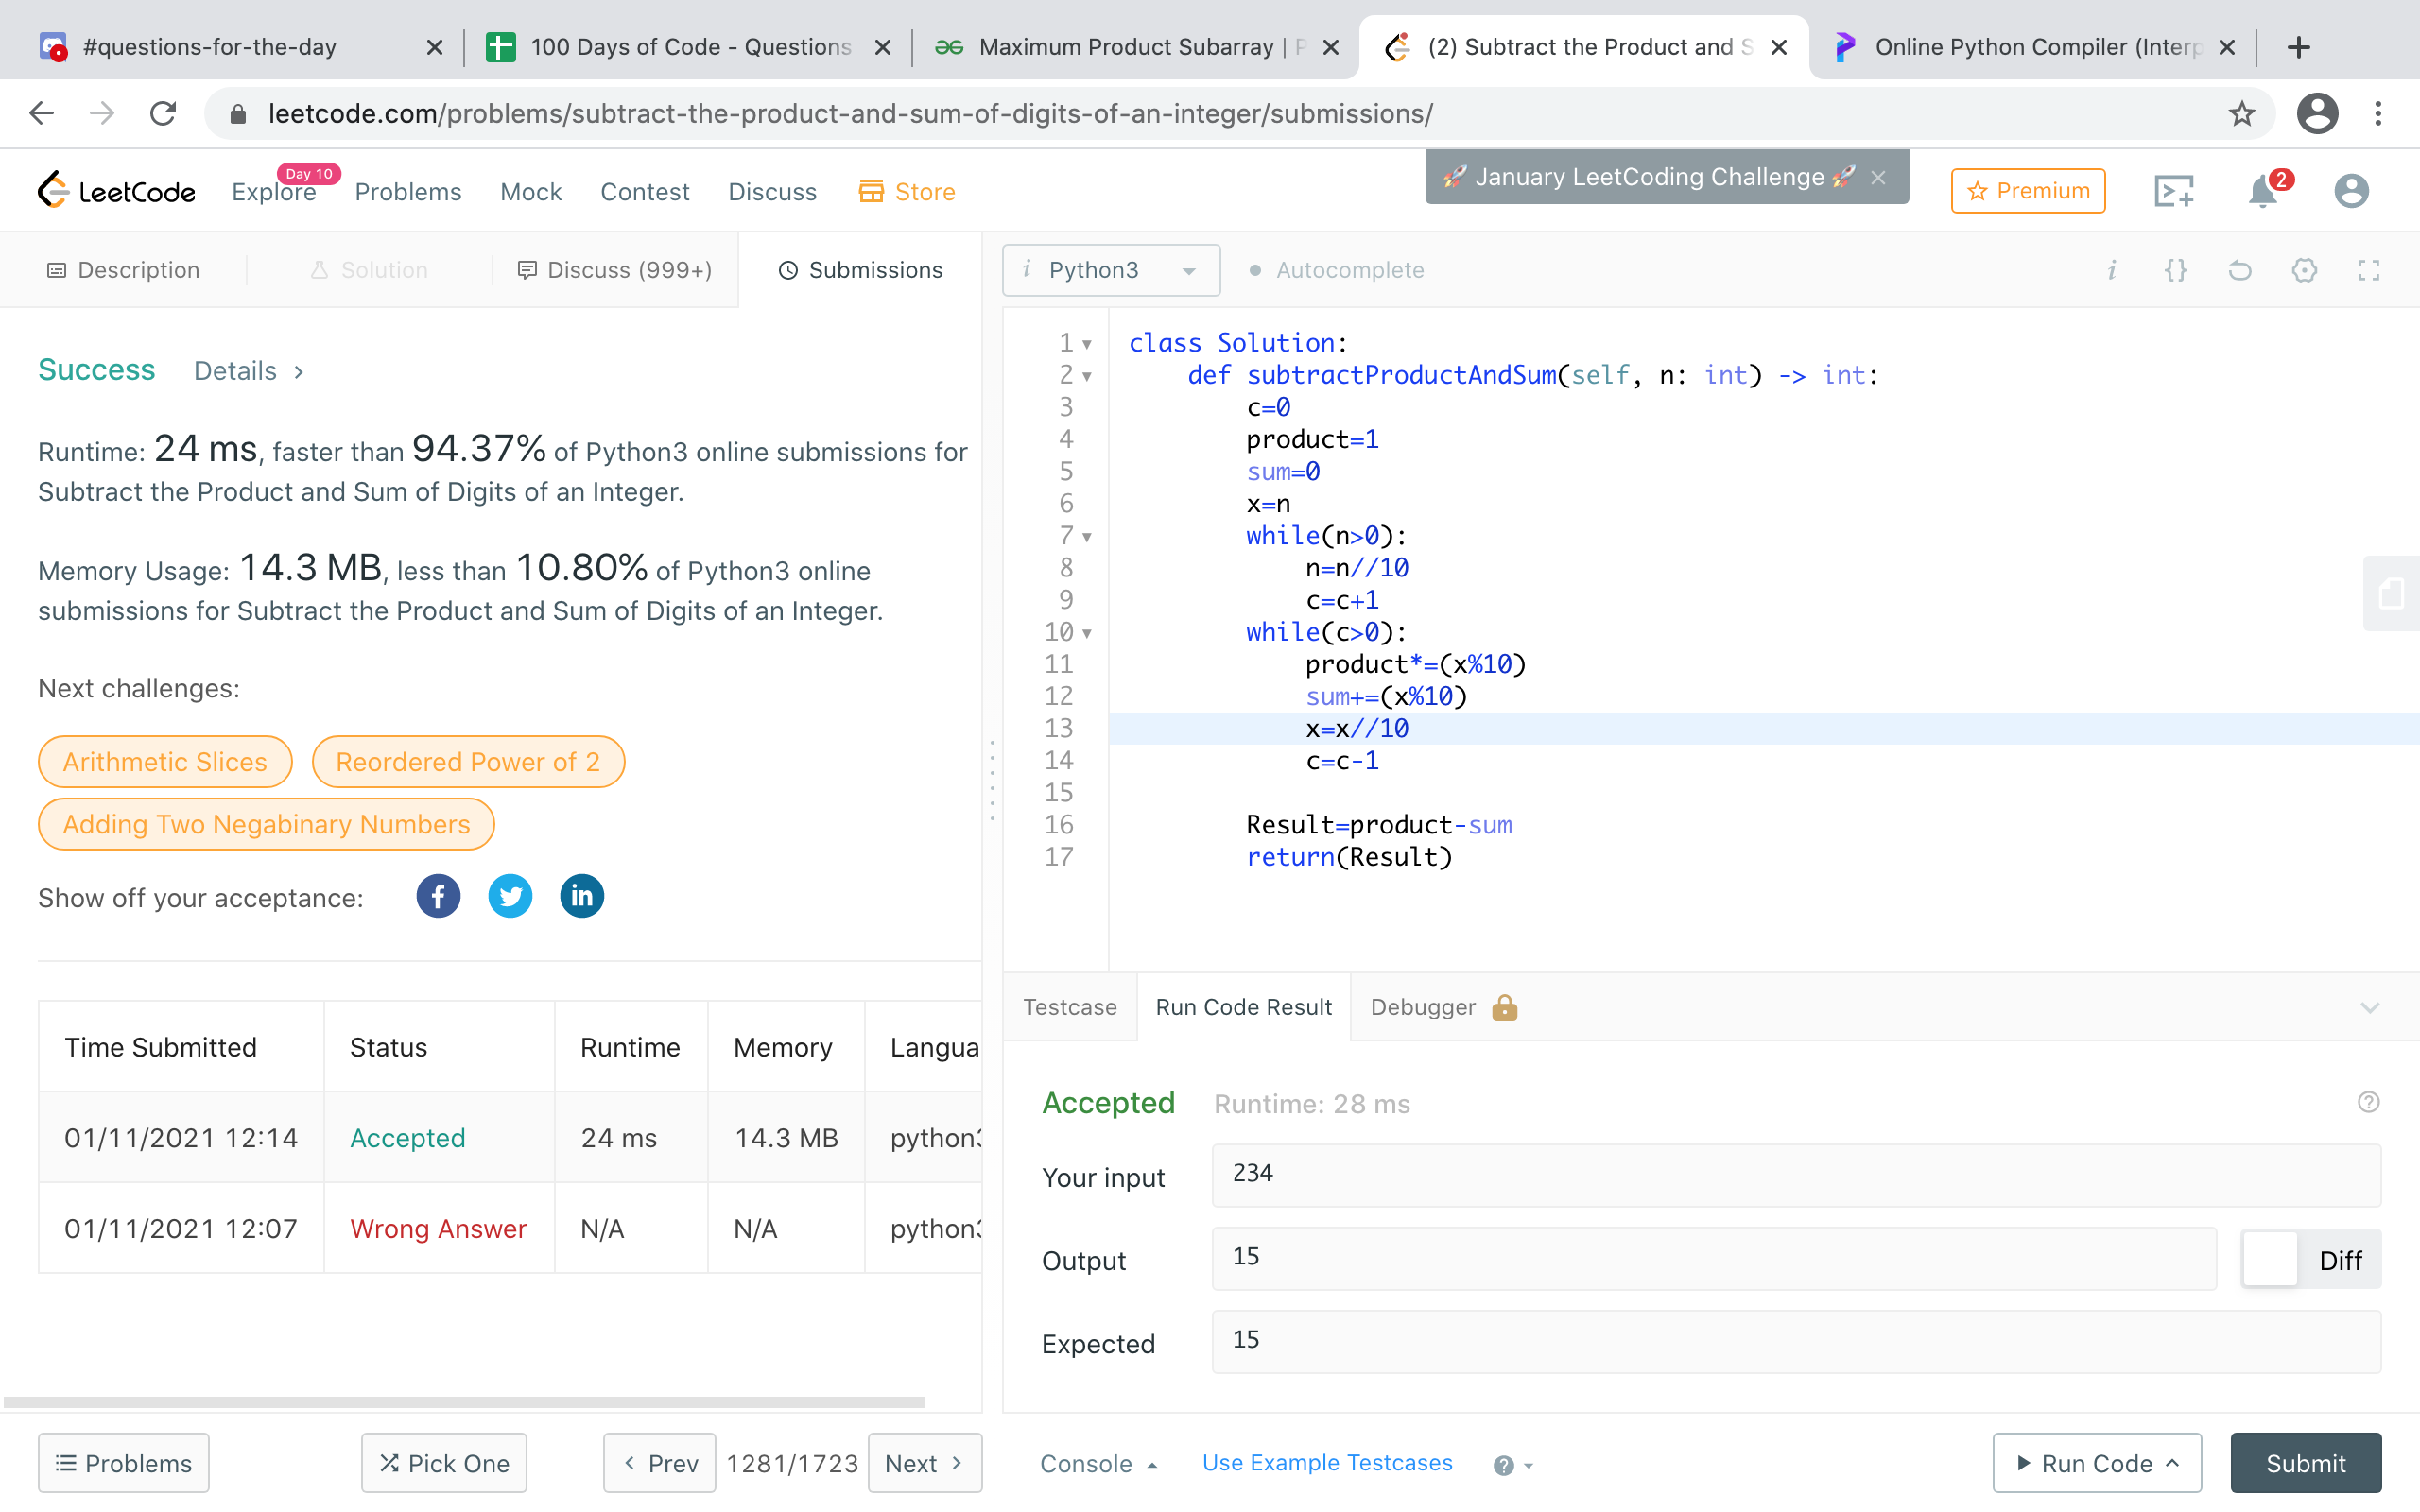 #questions-for-the-day
100 Days of Code - Questions
Maximum Product Subarray | P
(2) Subtract the Product and S
Online Python Compiler (Interp
leetcode.com/problems/subtract-the-product-and-sum-of-digits-of-an-integer/submissions/
LeetCode
Explore
Day 10
Problems
Mock
Contest
Discuss
Store
🚀 January LeetCoding Challenge 🚀
Premium
2
Description
Solution
Discuss (999+)
Submissions
i Python3
Autocomplete
i {}
Success
Details
Runtime: 24 ms, faster than 94.37% of Python3 online submissions for
Subtract the Product and Sum of Digits of an Integer.
Memory Usage: 14.3 MB, less than 10.80% of Python3 online
submissions for Subtract the Product and Sum of Digits of an Integer.
Next challenges:
Arithmetic Slices
Reordered Power of 2
Adding Two Negabinary Numbers
Show off your acceptance:
Time Submitted Status Runtime Memory Langua
01/11/2021 12:14 Accepted 24 ms 14.3 MB python3
01/11/2021 12:07 Wrong Answer N/A N/A python3
Problems
Pick One
Prev
1281/1723
Next
1 class Solution:
2 def subtractProductAndSum(self, n: int) -> int:
3 c=0
4 product=1
5 sum=0
6 x=n
7 while(n>0):
8 n=n//10
9 c=c+1
10 while(c>0):
11 product*=(x%10)
12 sum+=(x%10)
13 x=x//10
14 c=c-1
15
16 Result=product-sum
17 return(Result)
Testcase
Run Code Result
Debugger
Accepted
Runtime: 28 ms
Your input
234
Output
15
Diff
Expected
15
Console
Use Example Testcases
Run Code
Submit